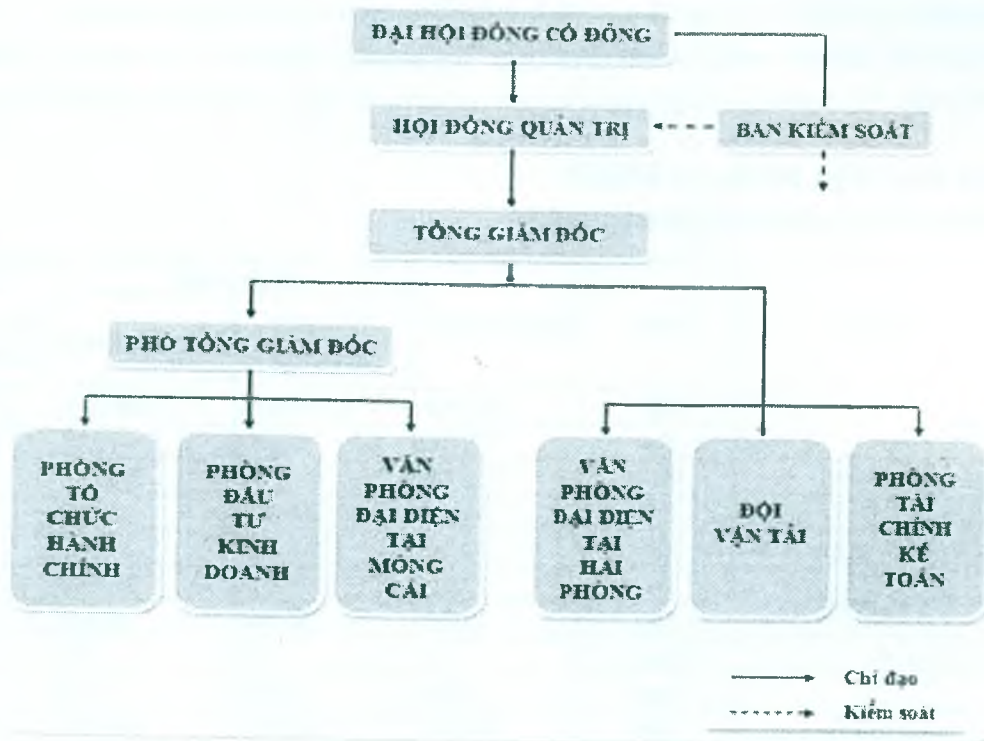 ĐẠI HỘI ĐỒNG CỔ ĐÔNG
HỘI ĐỒNG QUẢN TRỊ
BAN KIỂM SOÁT
TỔNG GIÁM ĐỐC
PHÓ TỔNG GIÁM ĐỐC
PHÒNG
TỔ
CHỨC
HÀNH
CHÍNH
PHÒNG
ĐẦU
TƯ
KINH
DOANH
VĂN
PHÒNG
ĐẠI DIỆN
TẠI
MÓNG
CÁI
VĂN
PHÒNG
ĐẠI DIỆN
TẠI
HẢI
PHÒNG
ĐỘI
VẬN TẢI
PHÒNG
TÀI
CHÍNH
KẾ
TOÁN
Chỉ đạo
Kiểm soát